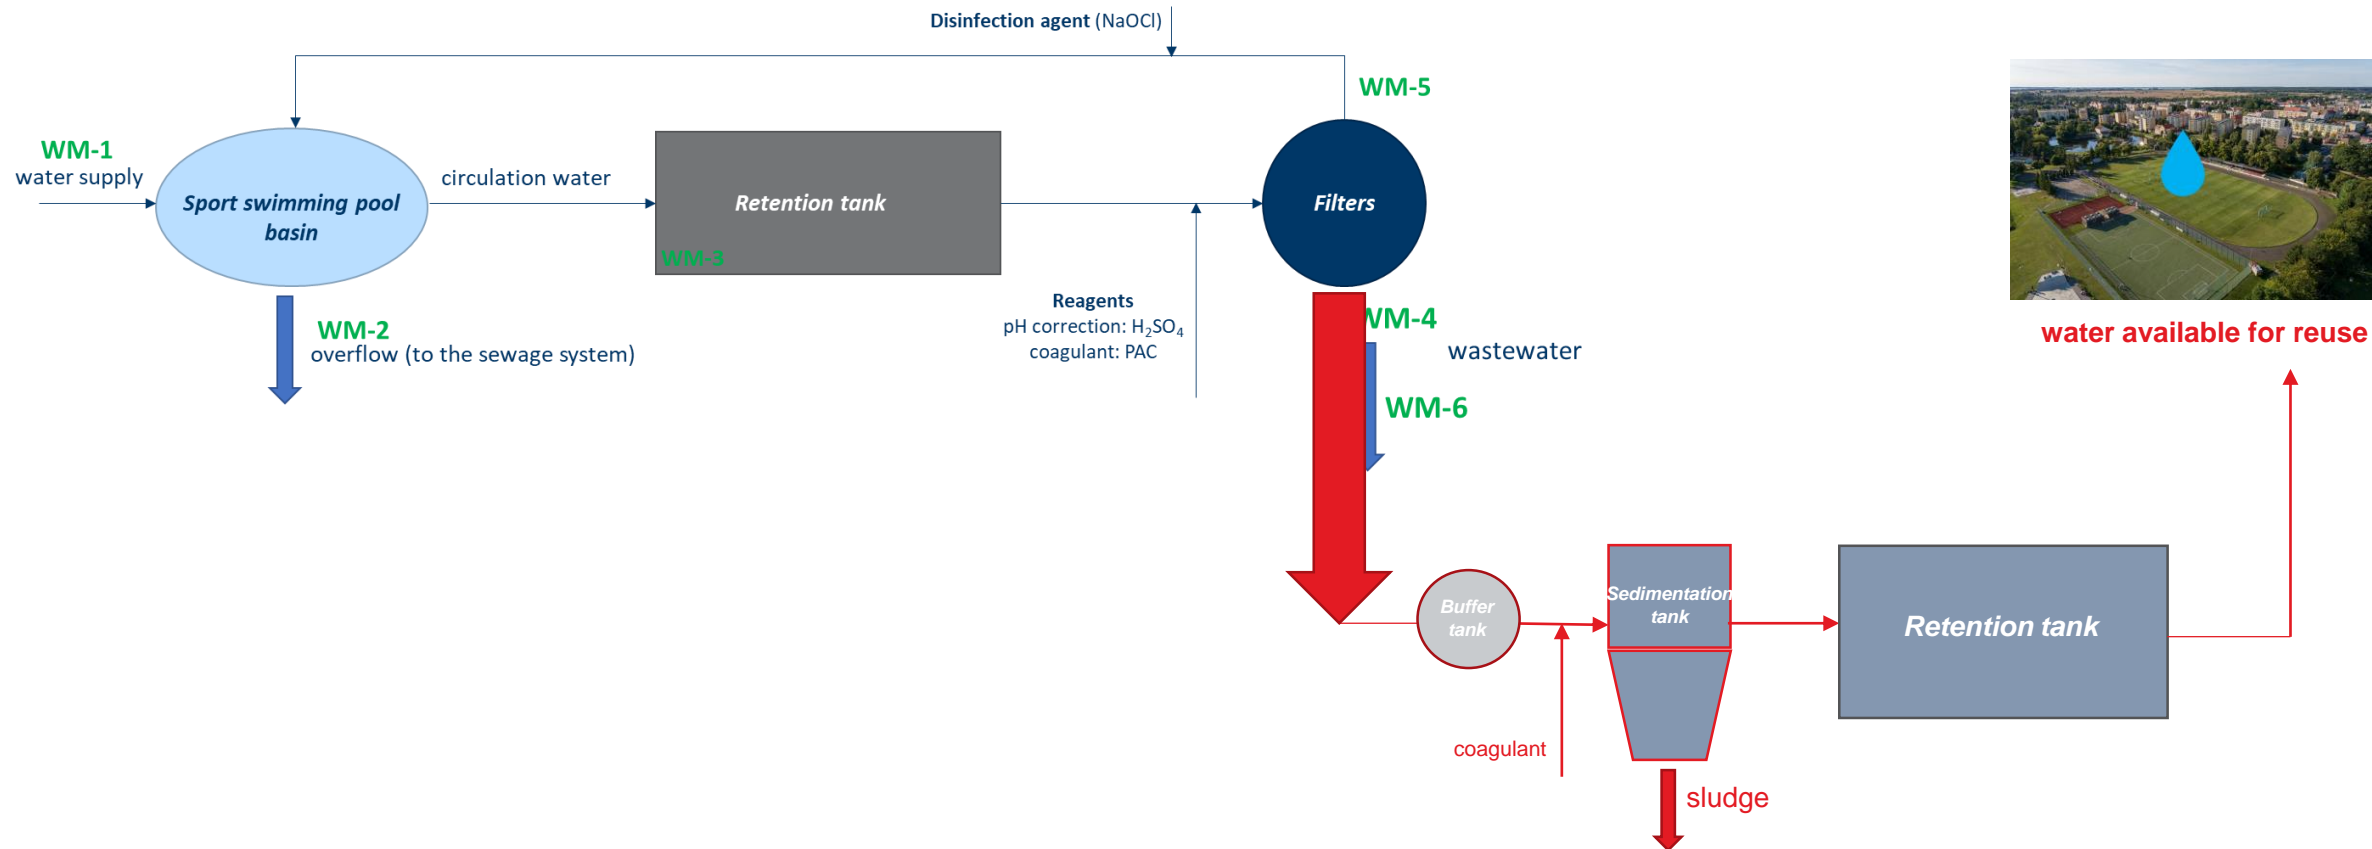 Disinfection agent (NaOCl)
WM-5
WM-1
water supply
Sport swimming pool
basin
circulation water
Retention tank
WM-3
Filters
Reagents
pH correction: H₂SO₄
coagulant: PAC
WM-2
overflow (to the sewage system)
WM-4
wastewater
WM-6
water available for reuse
Buffer
tank
Sedimentation
tank
Retention tank
coagulant
sludge